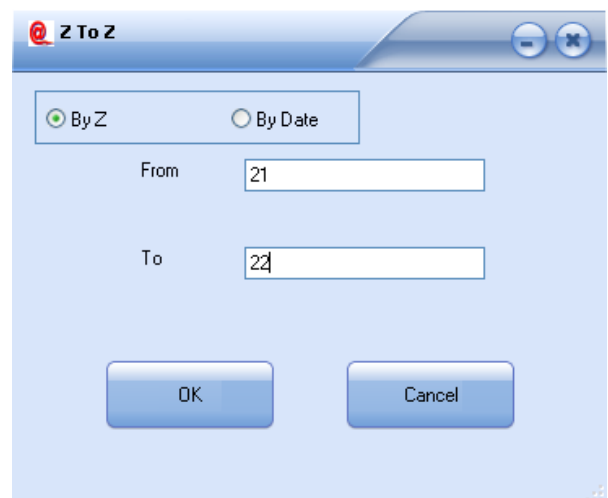 Z To Z
By Z By Date
From 21
To 22
OK Cancel